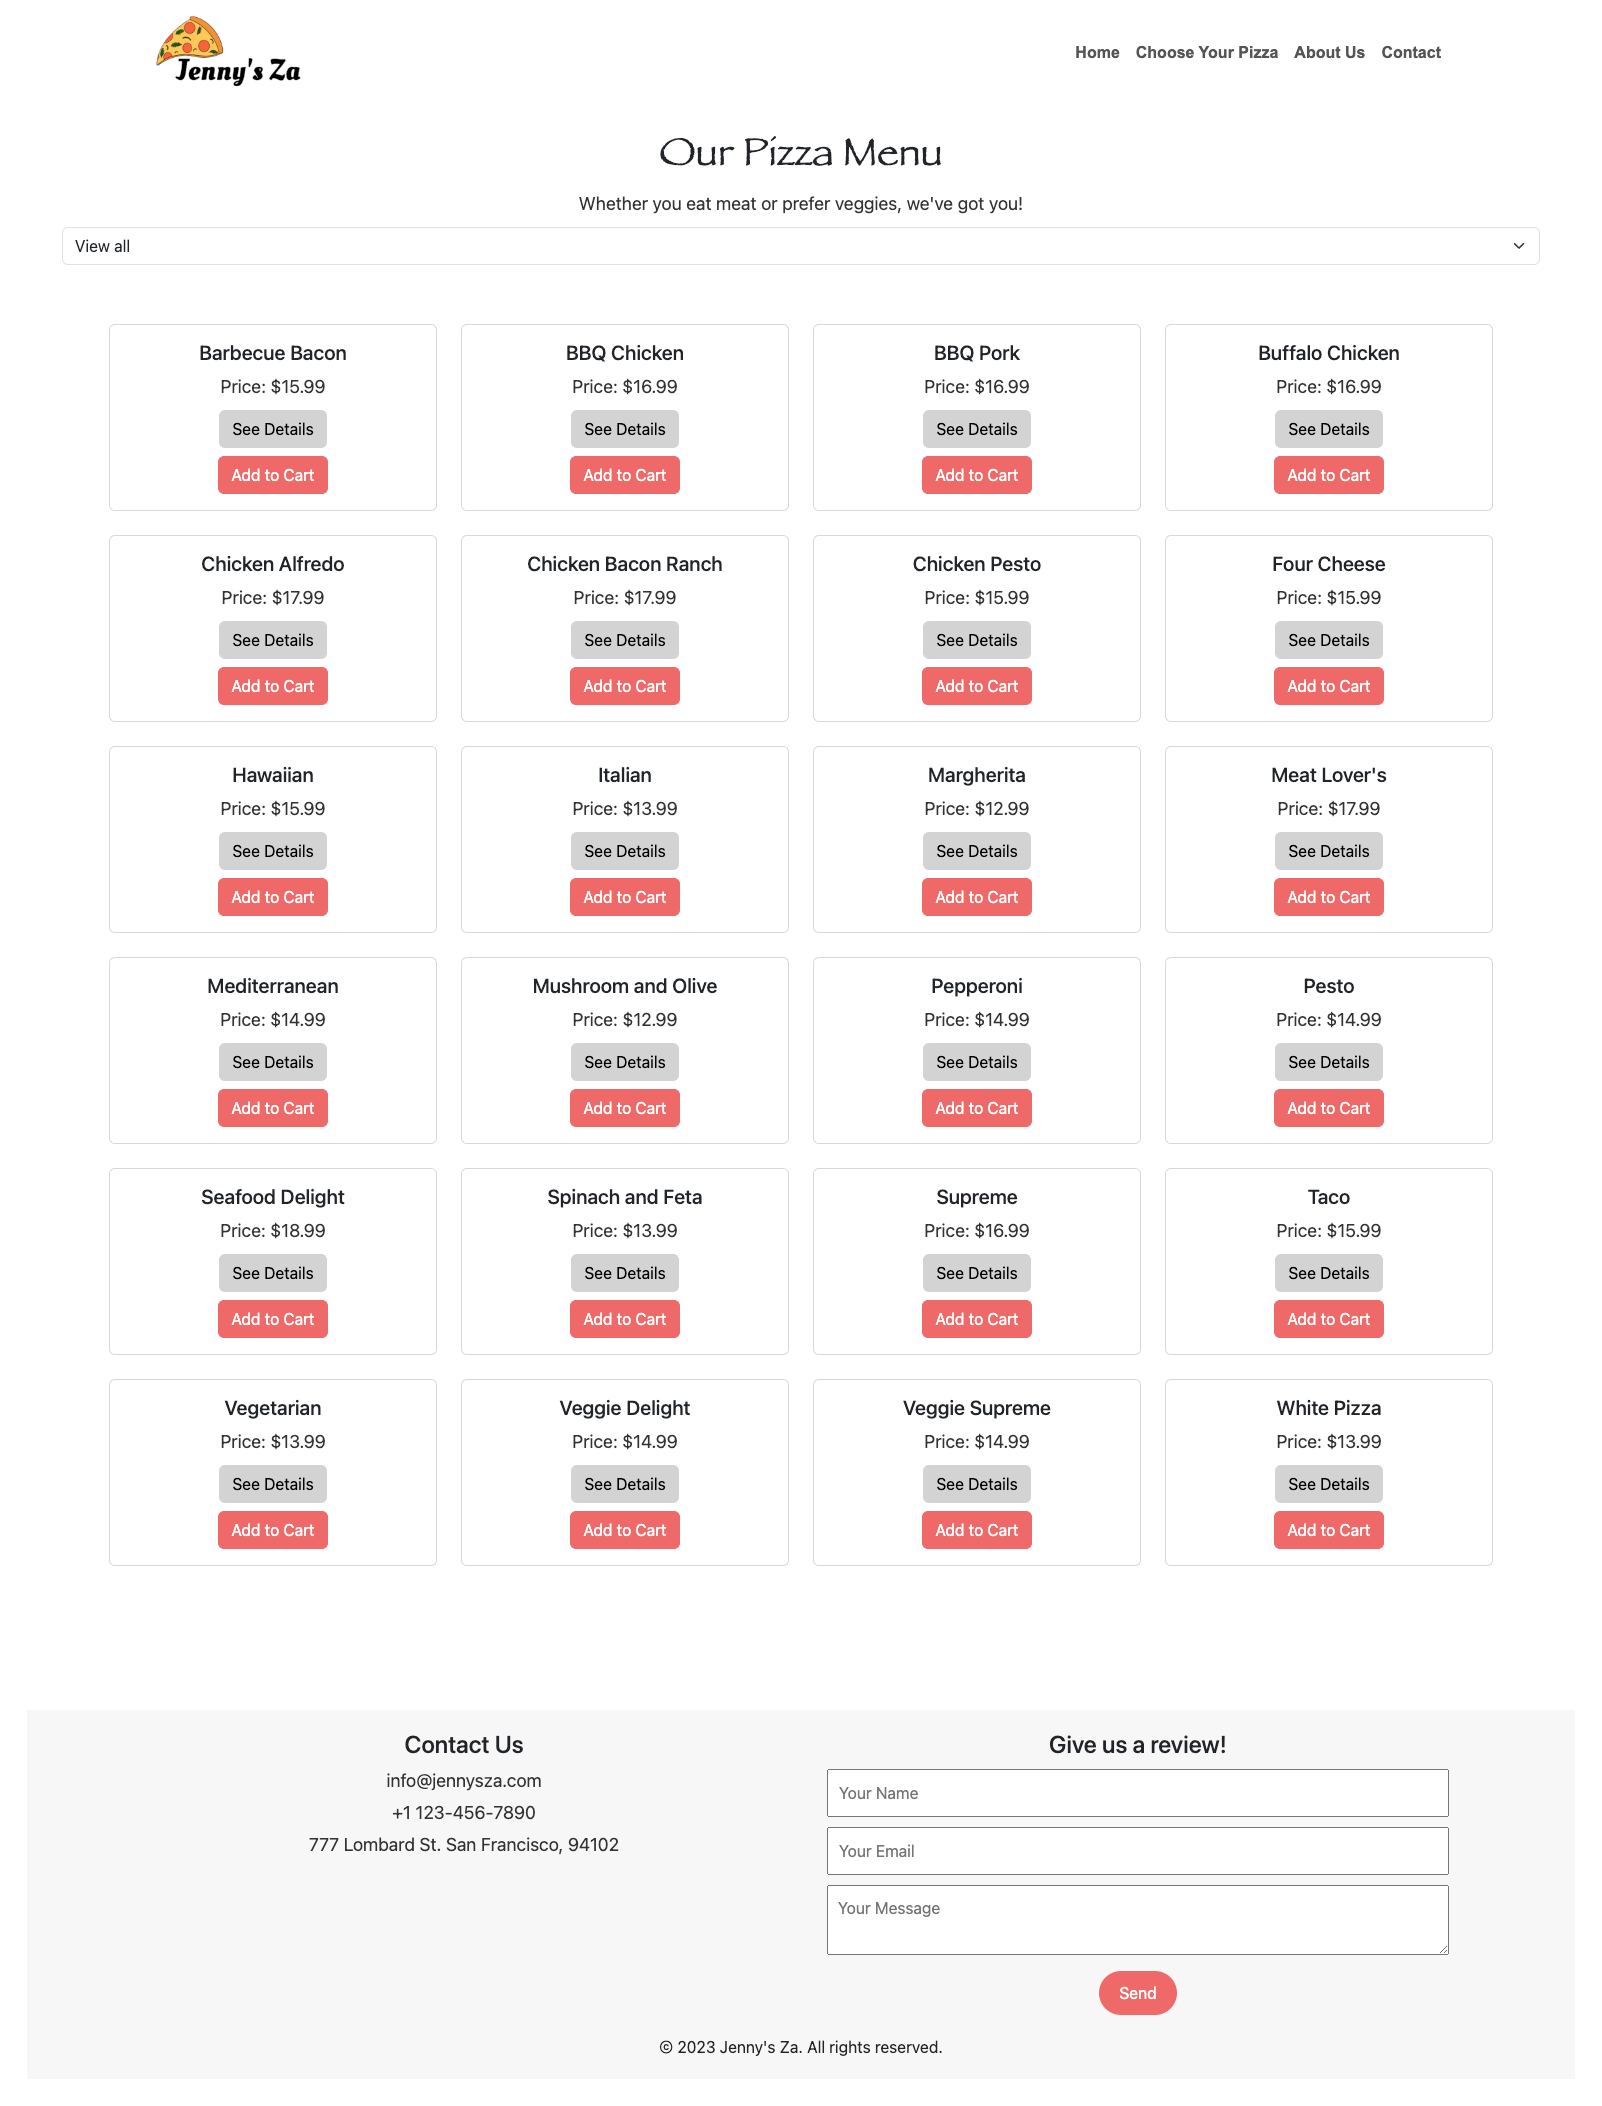 Jenny's Za
Home Choose Your Pizza About Us Contact
Our Pizza Menu
Whether you eat meat or prefer veggies, we've got you!
View all
Barbecue Bacon
Price: $15.99
See Details
Add to Cart
BBQ Chicken
Price: $16.99
See Details
Add to Cart
BBQ Pork
Price: $16.99
See Details
Add to Cart
Buffalo Chicken
Price: $16.99
See Details
Add to Cart
Chicken Alfredo
Price: $17.99
See Details
Add to Cart
Chicken Bacon Ranch
Price: $17.99
See Details
Add to Cart
Chicken Pesto
Price: $15.99
See Details
Add to Cart
Four Cheese
Price: $15.99
See Details
Add to Cart
Hawaiian
Price: $15.99
See Details
Add to Cart
Italian
Price: $13.99
See Details
Add to Cart
Margherita
Price: $12.99
See Details
Add to Cart
Meat Lover's
Price: $17.99
See Details
Add to Cart
Mediterranean
Price: $14.99
See Details
Add to Cart
Mushroom and Olive
Price: $12.99
See Details
Add to Cart
Pepperoni
Price: $14.99
See Details
Add to Cart
Pesto
Price: $14.99
See Details
Add to Cart
Seafood Delight
Price: $18.99
See Details
Add to Cart
Spinach and Feta
Price: $13.99
See Details
Add to Cart
Supreme
Price: $16.99
See Details
Add to Cart
Taco
Price: $15.99
See Details
Add to Cart
Vegetarian
Price: $13.99
See Details
Add to Cart
Veggie Delight
Price: $14.99
See Details
Add to Cart
Veggie Supreme
Price: $14.99
See Details
Add to Cart
White Pizza
Price: $13.99
See Details
Add to Cart
Contact Us
info@jennysza.com
+1 123-456-7890
777 Lombard St. San Francisco, 94102
Give us a review!
Your Name
Your Email
Your Message
Send
© 2023 Jenny's Za. All rights reserved.